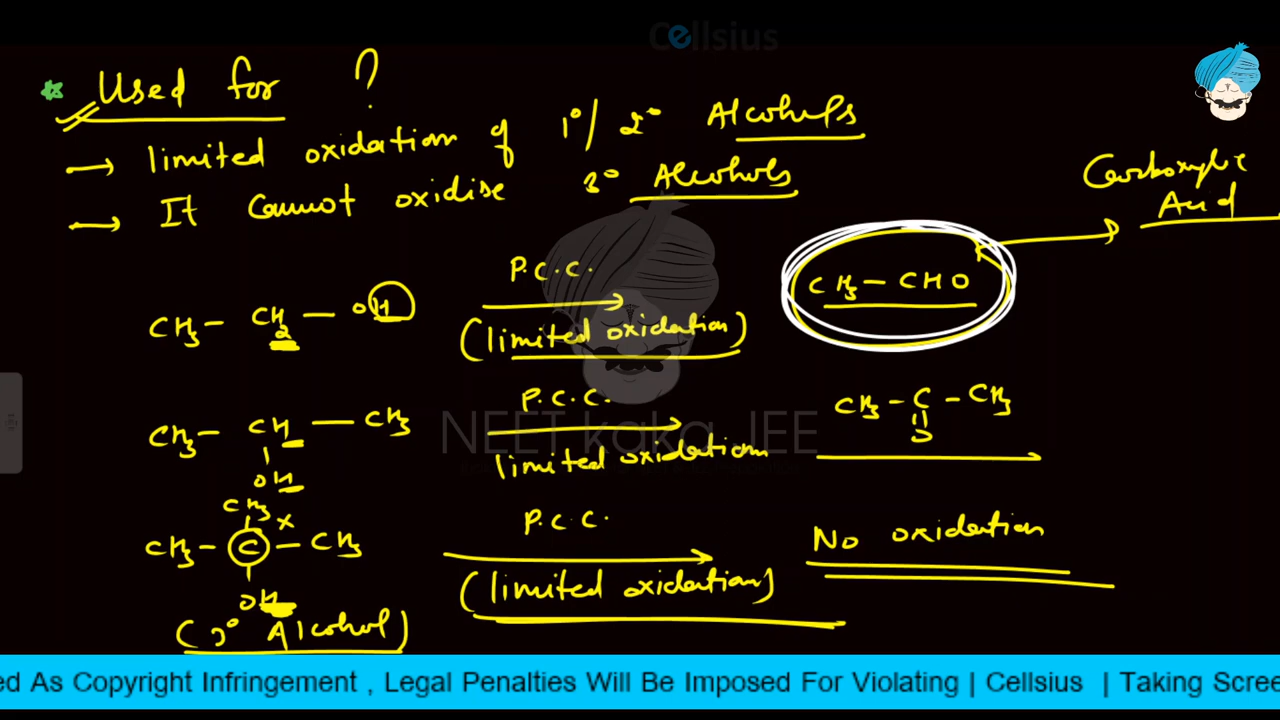 Cellsius
Used for ?
→ limited oxidation of 1°/2° Alcohols
→ It cannot oxidise 3° Alcohols
Carboxylic
Acid
CH3 – CH2 – OH
P.C.C.
(limited oxidation)
CH3 – CHO
CH3 – CH – CH3
OH
P.C.C.
limited oxidation
CH3 – C – CH3
NEET kaka JEE
CH3
CH3 – C – CH3
OH
(3° Alcohol)
P.C.C.
(limited oxidation)
No oxidation
ed As Copyright Infringement , Legal Penalties Will Be Imposed For Violating | Cellsius | Taking Scree